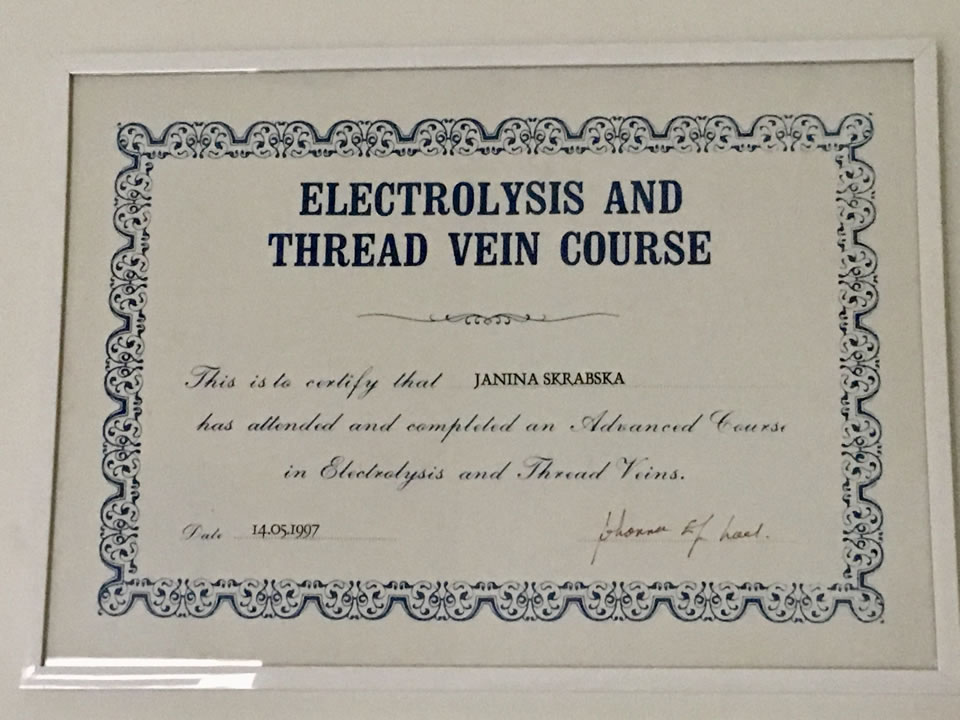 ELECTROLYSIS AND
THREAD VEIN COURSE
This is to certify that JANINA SKRABSKA
has attended and completed an Advanced Course
in Electrolysis and Thread Veins.
Date 14.05.1997